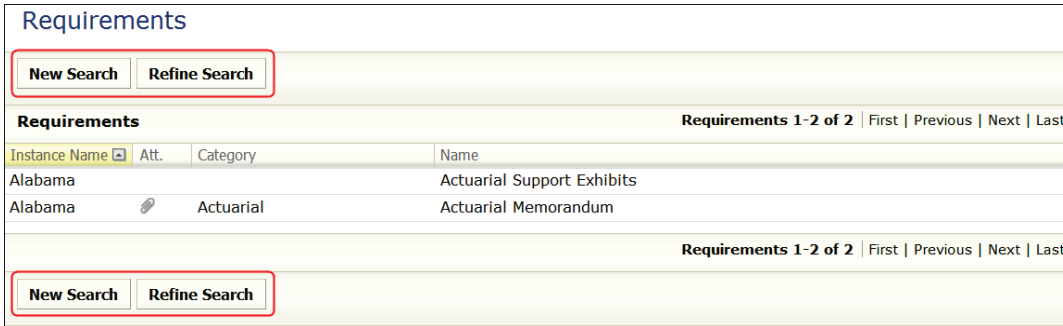 Requirements
New Search Refine Search
Requirements Requirements 1-2 of 2 | First | Previous | Next | Last
Instance Name Att. Category Name
Alabama Actuarial Support Exhibits
Alabama Actuarial Actuarial Memorandum
Requirements 1-2 of 2 | First | Previous | Next | Last
New Search Refine Search